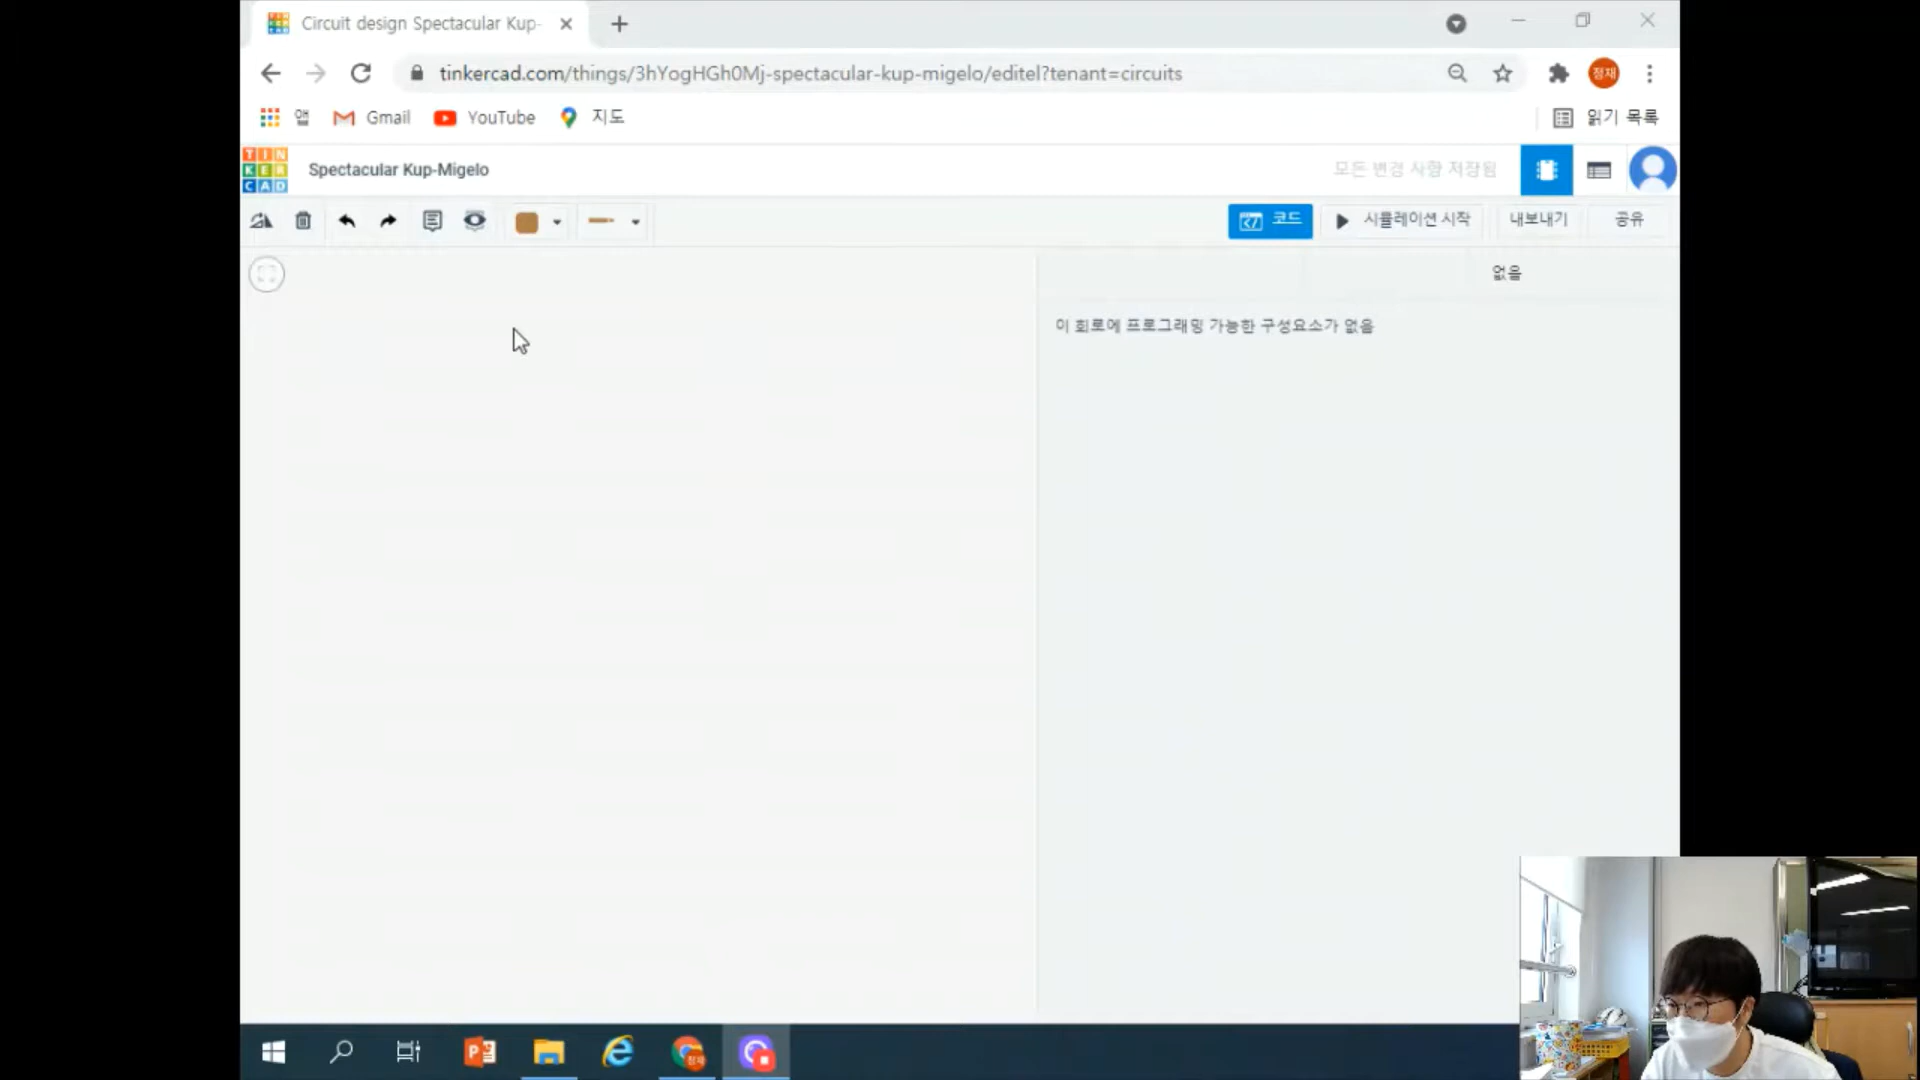 Circuit design Spectacular Kup-
tinkercad.com/things/3hYogHGh0Mj-spectacular-kup-migelo/editel?tenant=circuits
정재
앱
Gmail
YouTube
지도
읽기 목록
TINKERCAD
Spectacular Kup-Migelo
모든 변경 사항 저장됨
코드
시뮬레이션 시작
내보내기
공유
없음
이 회로에 프로그래밍 가능한 구성요소가 없음